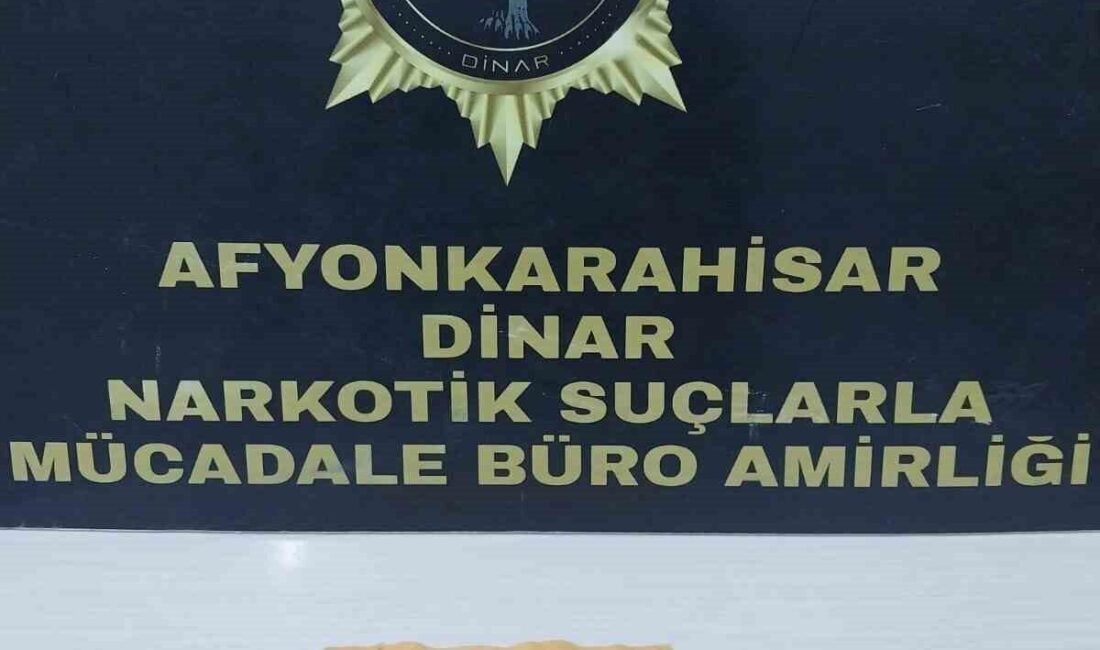 DİNAR
AFYONKARAHİSAR
DİNAR
NARKOTİK SUÇLARLA
MÜCADALE BÜRO AMİRLİĞİ